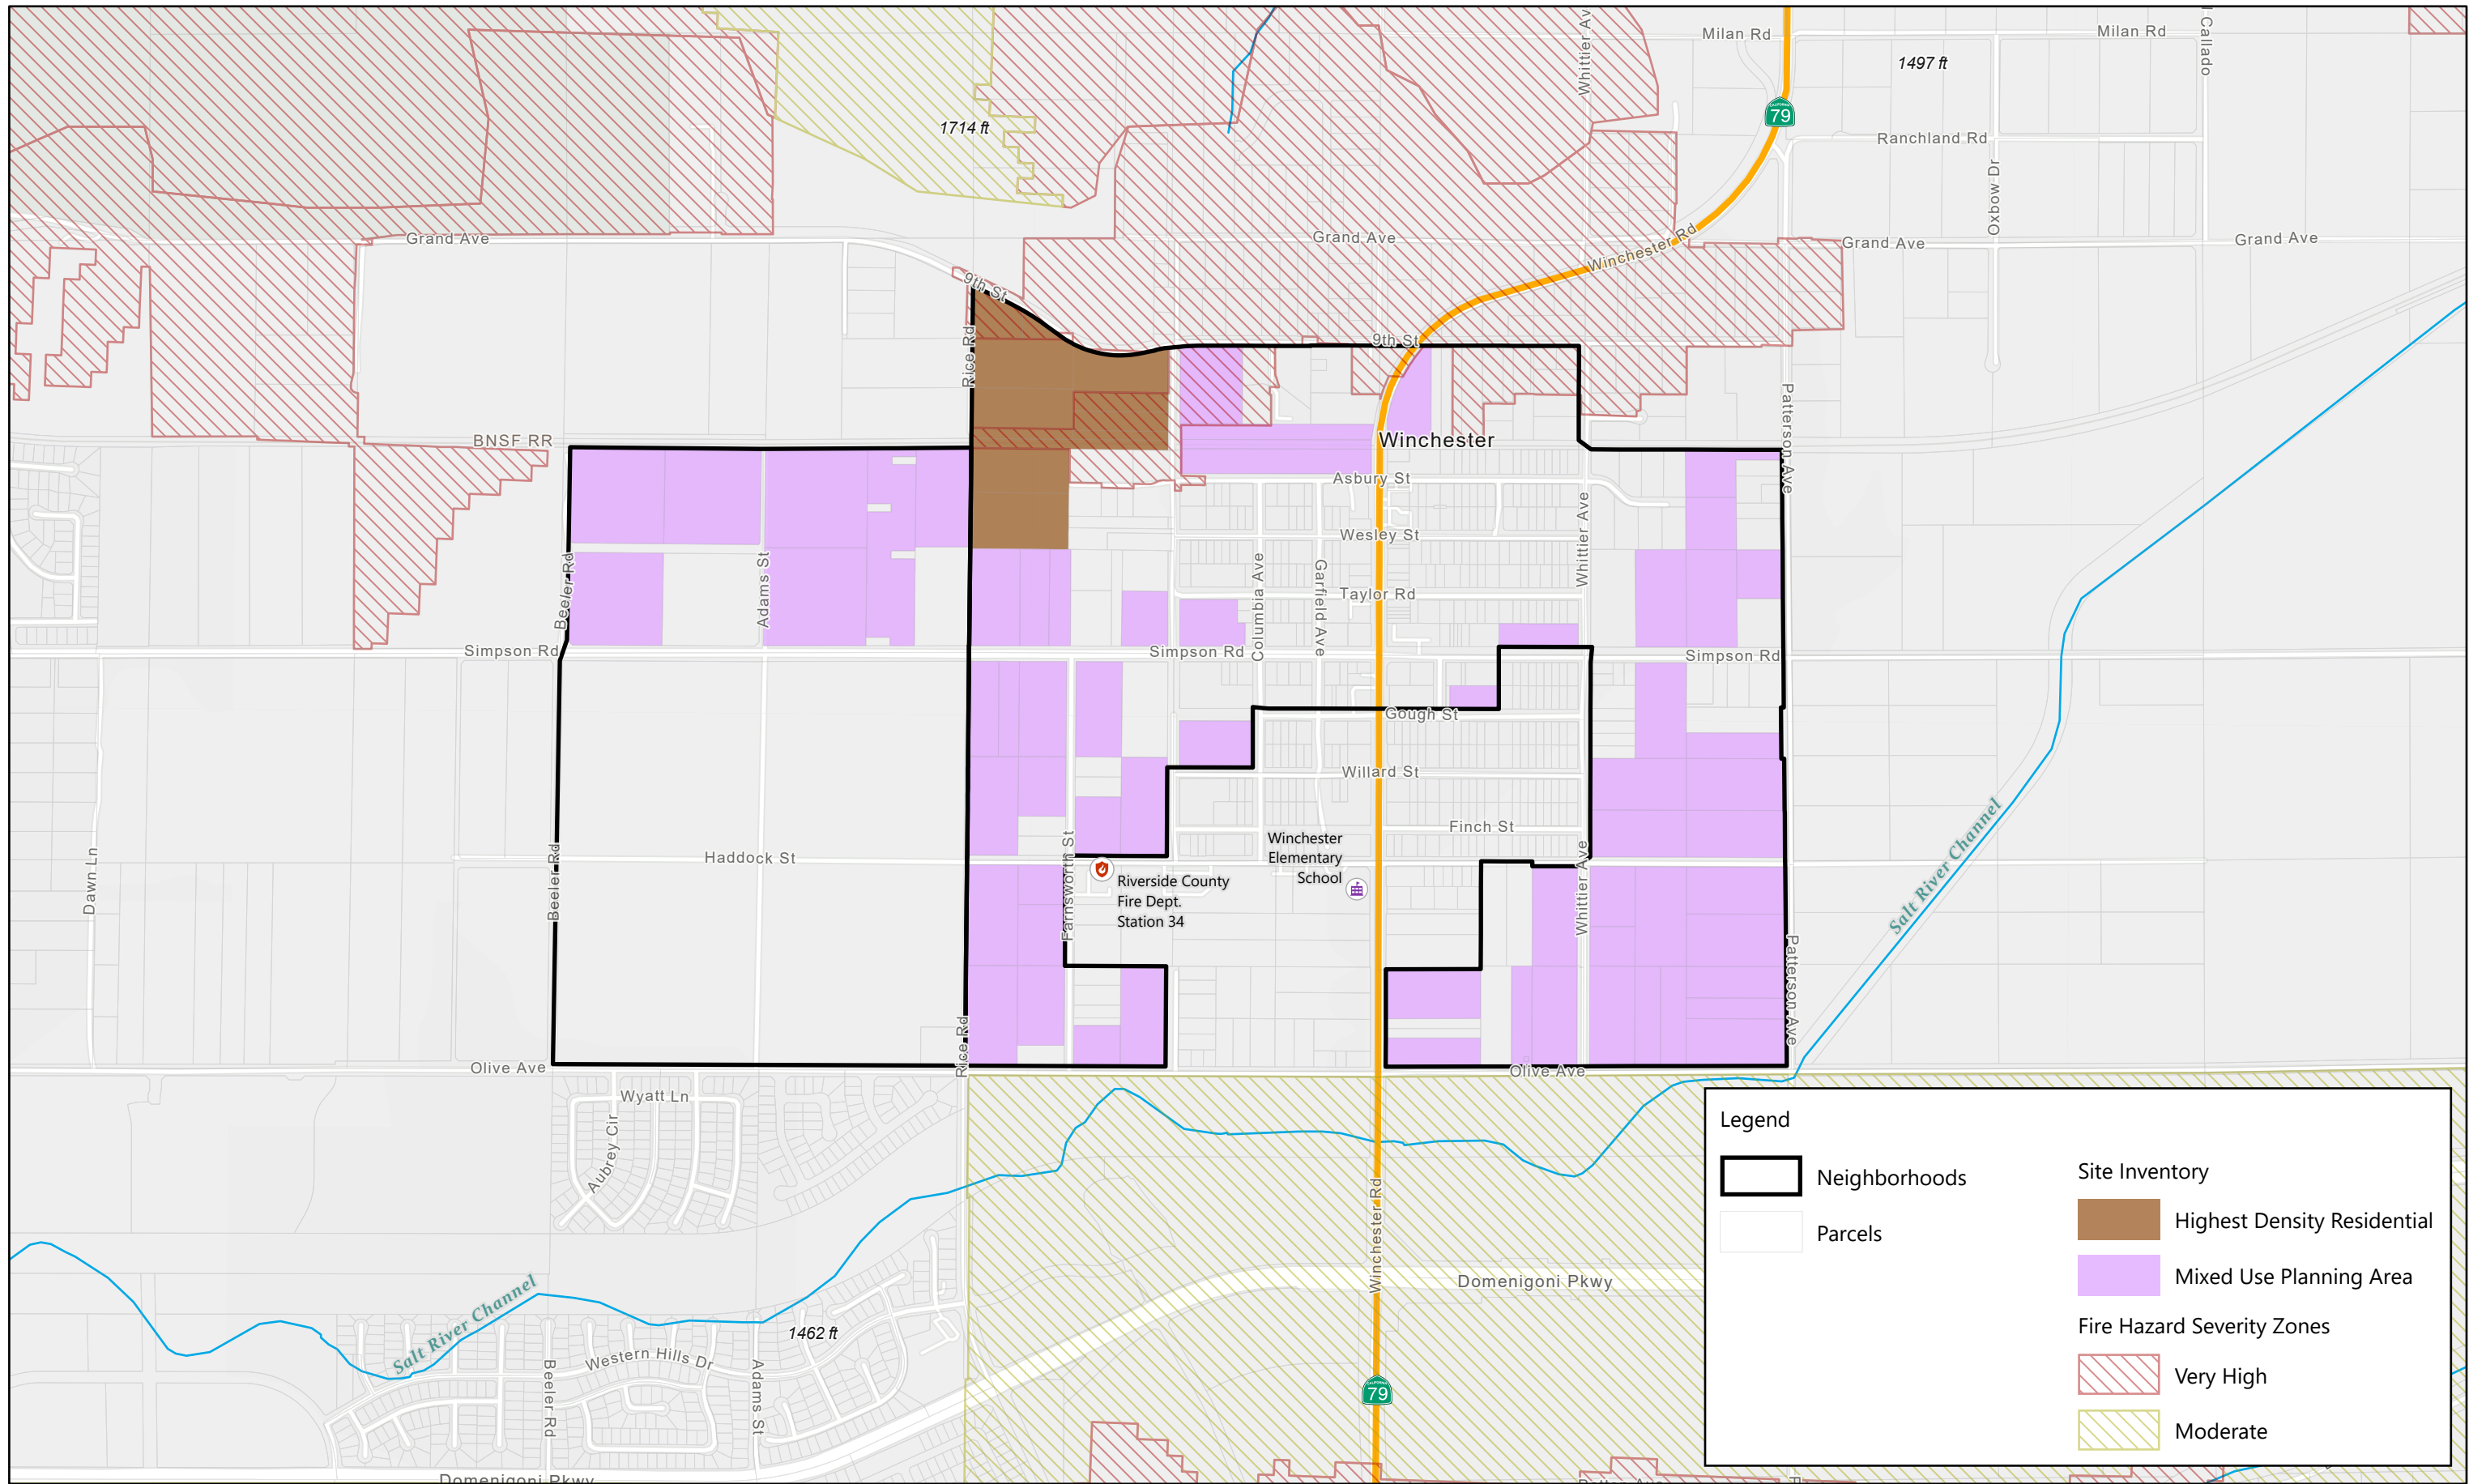 Milan Rd
Milan Rd
Whittier Av
Callado
1497 ft
CALIFORNIA
79
1714 ft
Ranchland Rd
Oxbow Dr
Grand Ave
Grand Ave
Winchester Rd
Grand Ave
Grand Ave
9th St
Rice Rd
9th St
Patterson Ave
BNSF RR
Winchester
Asbury St
Wesley St
Whittier Ave
Beeler Rd
Adams St
Columbia Ave
Garfield Ave
Taylor Rd
Simpson Rd
Simpson Rd
Simpson Rd
Gough St
Willard St
Finch St
Haddock St
Dawn Ln
Beeler Rd
Farnsworth St
Winchester
Elementary
School
Whittier Ave
Salt River Channel
Riverside County
Fire Dept.
Station 34
Patterson Ave
Rice Rd
Olive Ave
Olive Ave
Wyatt Ln
Aubrey Cir
Winchester Rd
Domenigoni Pkwy
Salt River Channel
1462 ft
Western Hills Dr
Beeler Rd
Adams St
CALIFORNIA
79
Domenigoni Pkwy
Legend
Neighborhoods
Parcels
Site Inventory
Highest Density Residential
Mixed Use Planning Area
Fire Hazard Severity Zones
Very High
Moderate